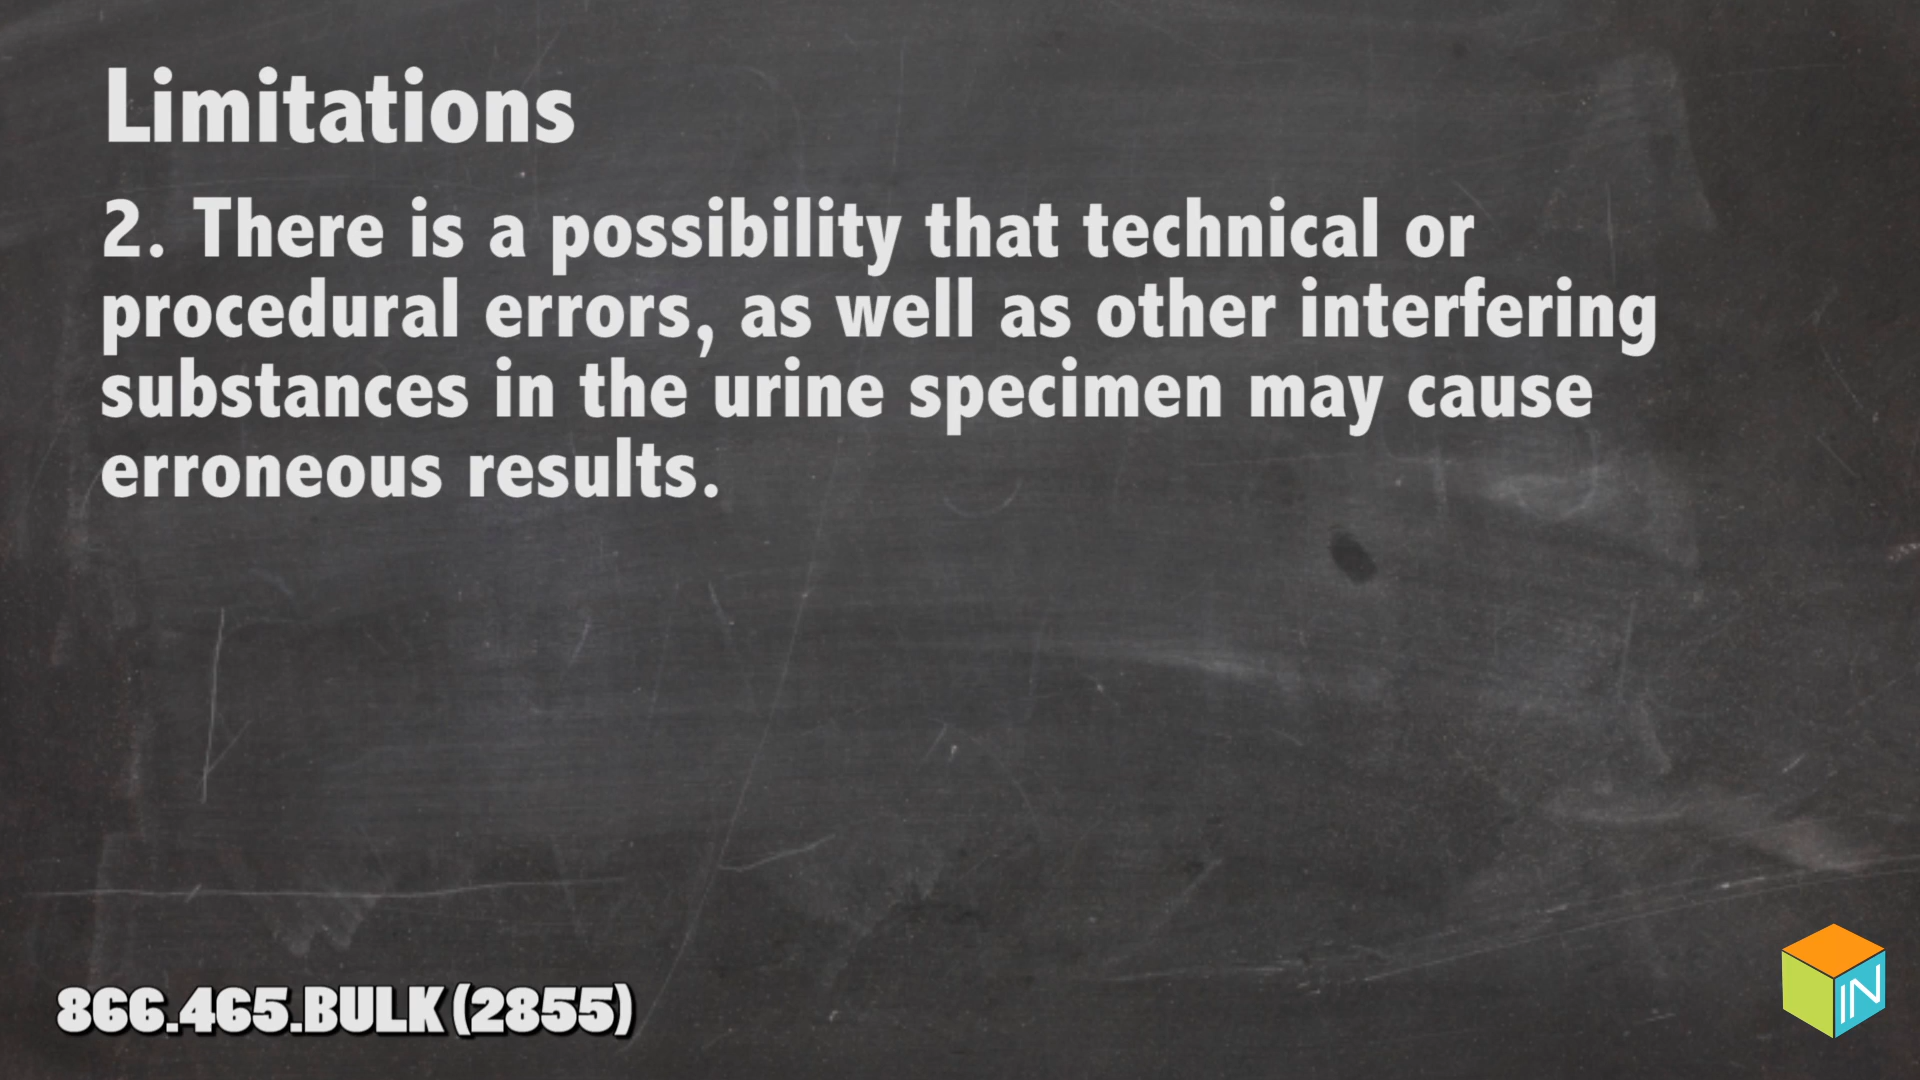 Limitations
2. There is a possibility that technical or
procedural errors, as well as other interfering
substances in the urine specimen may cause
erroneous results.
866.465.BULK (2855)
IN